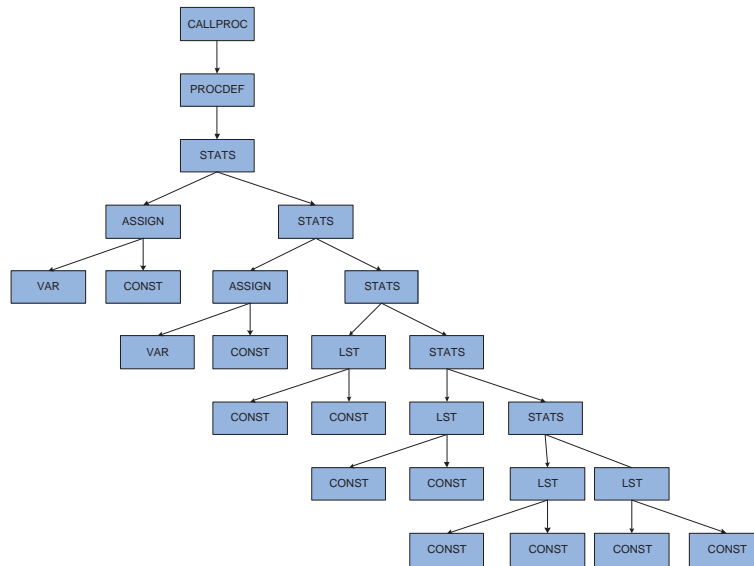 CALLPROC
PROCDEF
STATS
ASSIGN STATS
VAR CONST ASSIGN STATS
VAR CONST LST STATS
CONST CONST LST STATS
CONST CONST LST LST
CONST CONST CONST CONST